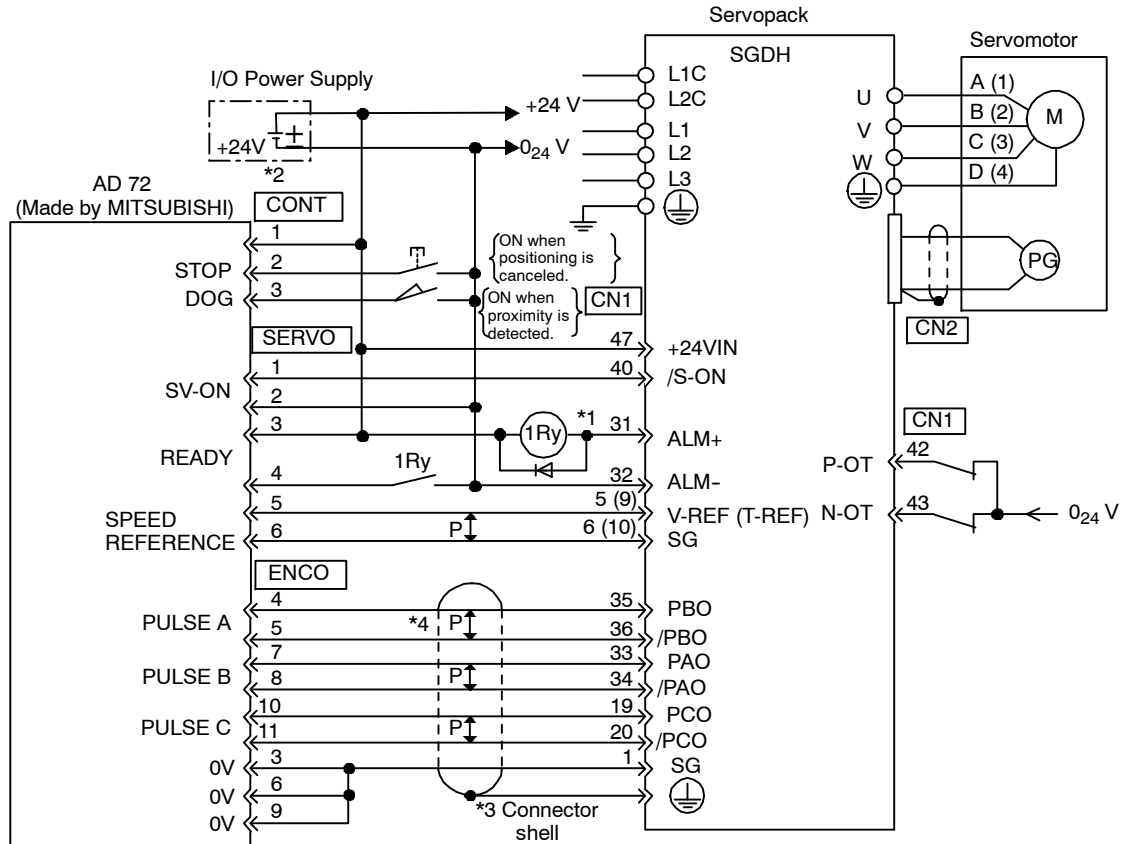 Servopack
SGDH
Servomotor
I/O Power Supply
+24V
*2
+24 V
0₂₄ V
L1C
L2C
L1
L2
L3
U
V
W
A (1)
B (2)
C (3)
D (4)
M
PG
CN2
AD 72
(Made by MITSUBISHI)
CONT
1
STOP
2
DOG
3
ON when
positioning is
canceled.
ON when
proximity is
detected.
CN1
SERVO
47
+24VIN
SV-ON
1
40
/S-ON
2
3
1Ry
*1
31
ALM+
READY
4
1Ry
32
ALM-
SPEED
REFERENCE
5
5 (9)
V-REF (T-REF)
6
P
6 (10)
SG
CN1
P-OT
42
N-OT
43
0₂₄ V
ENCO
PULSE A
4
*4
P
35
PBO
5
36
/PBO
PULSE B
7
P
33
PAO
8
34
/PAO
PULSE C
10
P
19
PCO
11
20
/PCO
0V
3
1
SG
0V
6
0V
9
*3 Connector
shell